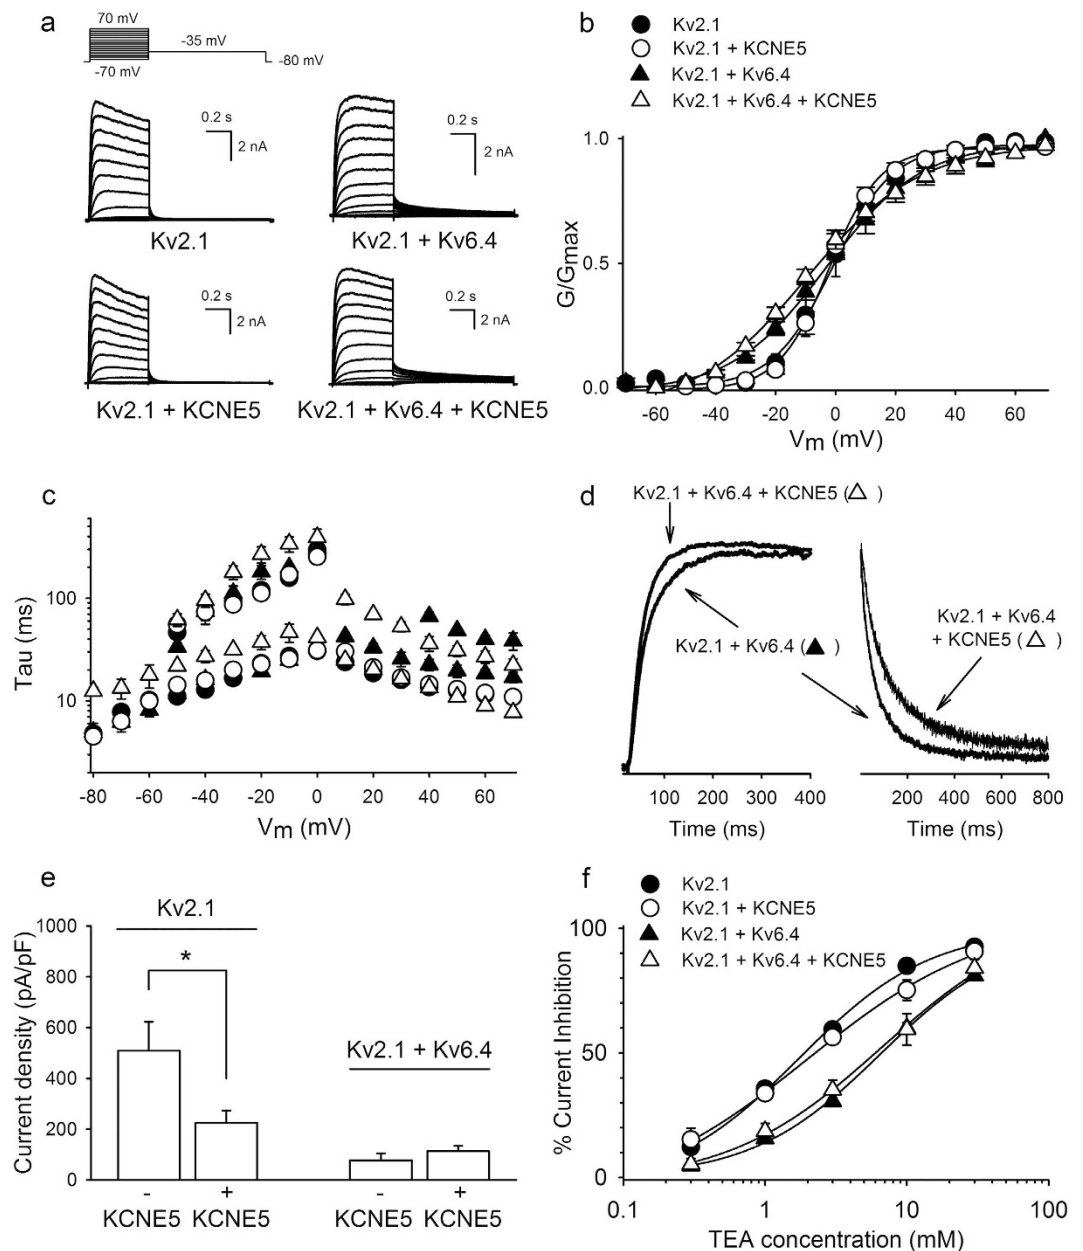 a
70 mV
-35 mV
-80 mV
-70 mV
0.2 s
2 nA
Kv2.1
0.2 s
2 nA
Kv2.1 + Kv6.4
0.2 s
2 nA
Kv2.1 + KCNE5
0.2 s
2 nA
Kv2.1 + Kv6.4 + KCNE5
b
Kv2.1
Kv2.1 + KCNE5
Kv2.1 + Kv6.4
Kv2.1 + Kv6.4 + KCNE5
1.0
0.5
0.0
G/Gmax
-60 -40 -20 0 20 40 60
Vm (mV)
c
100
10
Tau (ms)
-80 -60 -40 -20 0 20 40 60
Vm (mV)
d
Kv2.1 + Kv6.4 + KCNE5 (△ )
Kv2.1 + Kv6.4 (▲ )
Kv2.1 + Kv6.4
+ KCNE5 (△ )
100 200 300 400
Time (ms)
200 400 600 800
Time (ms)
e
Kv2.1
*
Kv2.1 + Kv6.4
1000
800
600
400
200
0
Current density (pA/pF)
- + - +
KCNE5 KCNE5 KCNE5 KCNE5
f
Kv2.1
Kv2.1 + KCNE5
Kv2.1 + Kv6.4
Kv2.1 + Kv6.4 + KCNE5
100
50
0
% Current Inhibition
0.1 1 10 100
TEA concentration (mM)